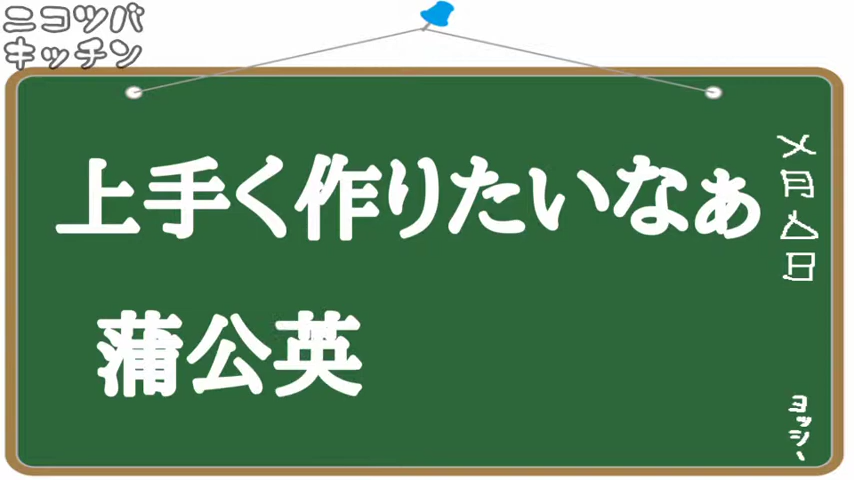 ニコツバ
キッチン
上手く作りたいなぁ
蒲公英
メ月△日
ヨッシー